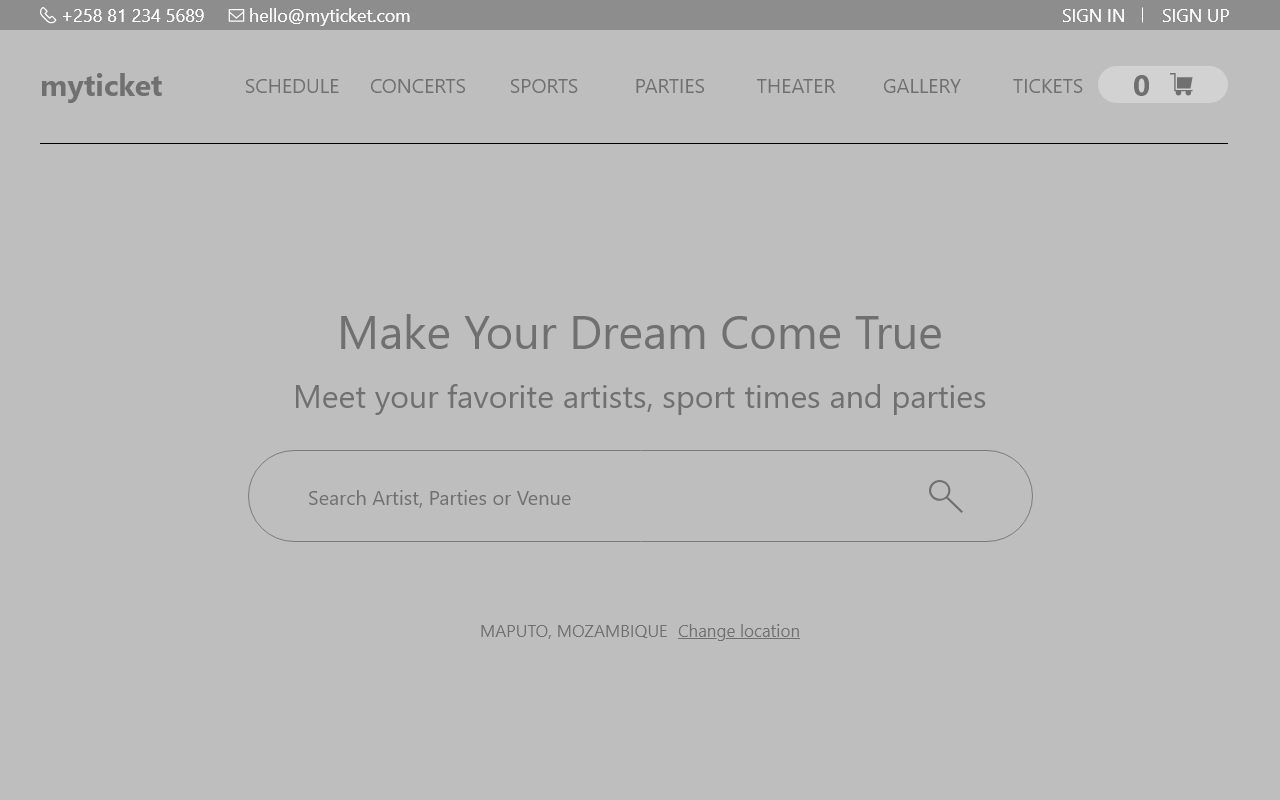 +258 81 234 5689 hello@myticket.com SIGN IN | SIGN UP
myticket SCHEDULE CONCERTS SPORTS PARTIES THEATER GALLERY TICKETS 0
Make Your Dream Come True
Meet your favorite artists, sport times and parties
Search Artist, Parties or Venue
MAPUTO, MOZAMBIQUE Change location